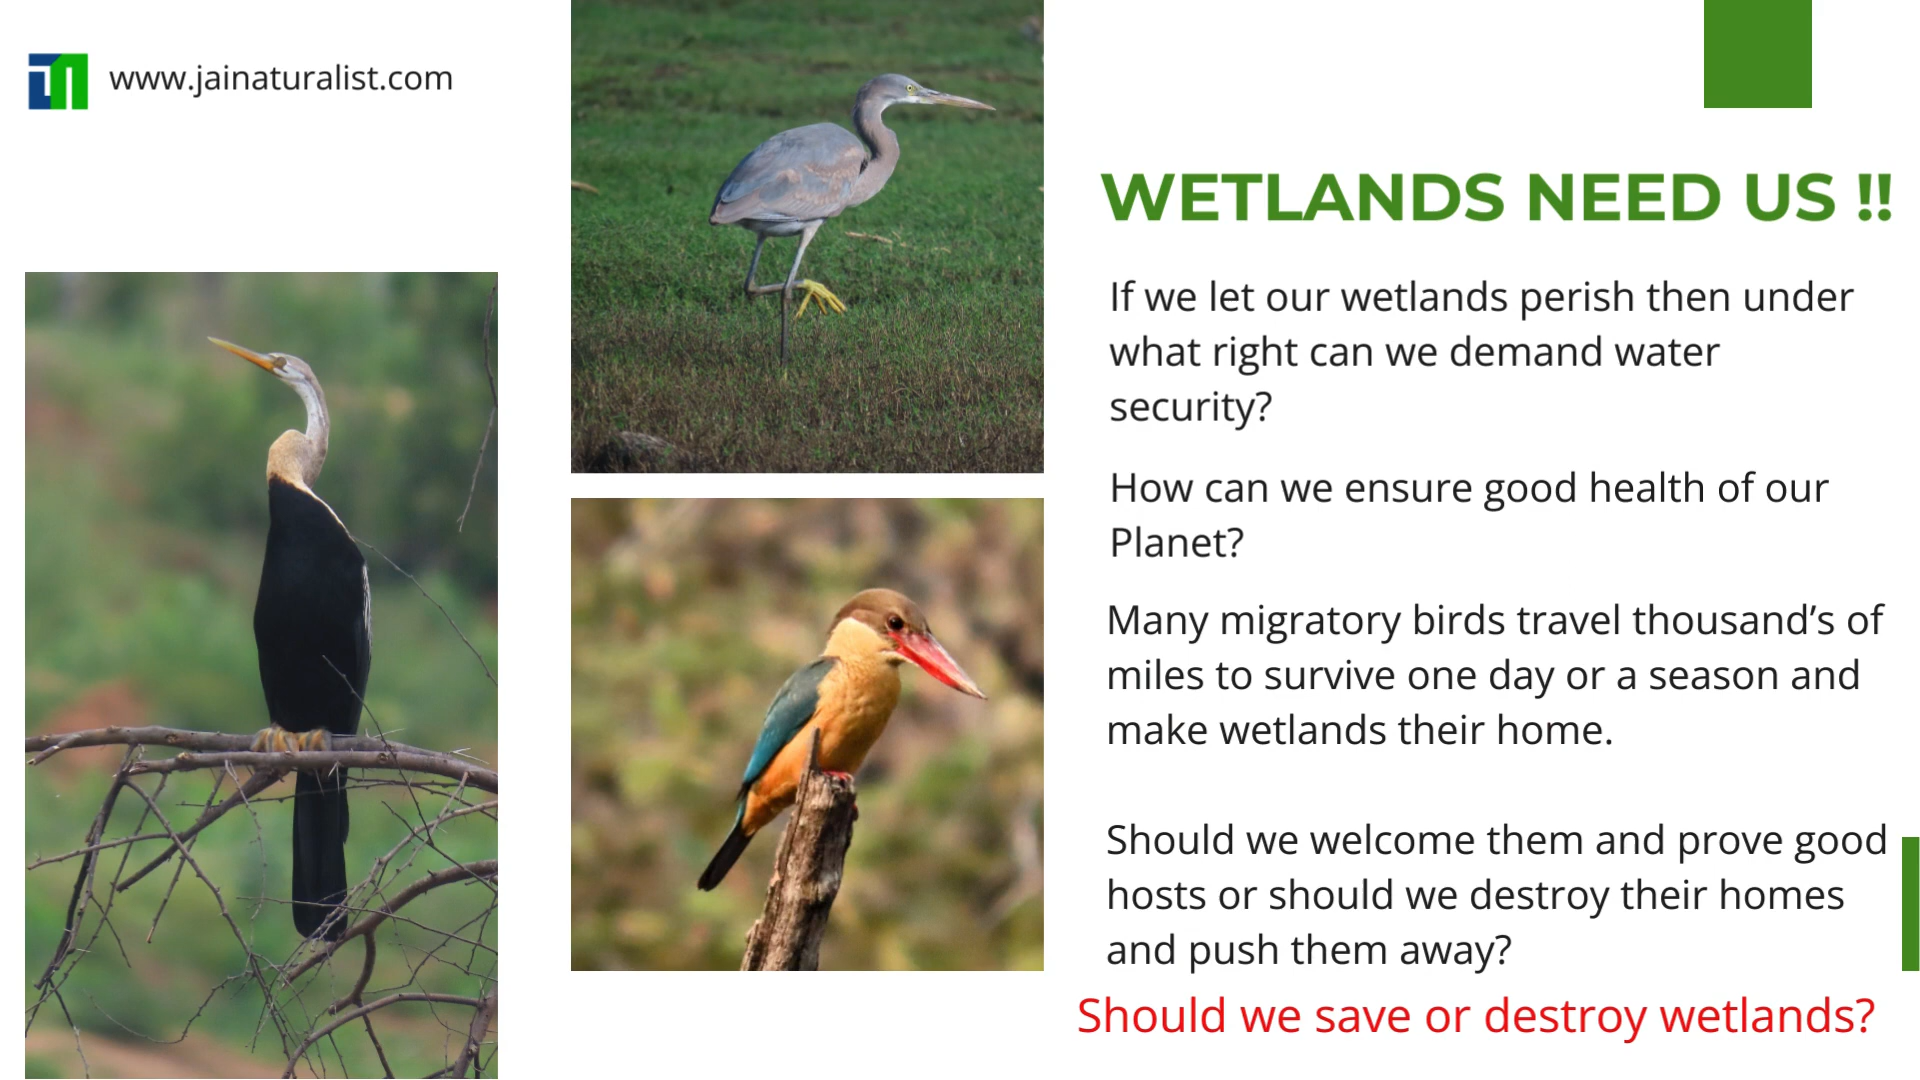 www.jainaturalist.com
WETLANDS NEED US !!
If we let our wetlands perish then under
what right can we demand water
security?
How can we ensure good health of our
Planet?
Many migratory birds travel thousand’s of
miles to survive one day or a season and
make wetlands their home.
Should we welcome them and prove good
hosts or should we destroy their homes
and push them away?
Should we save or destroy wetlands?